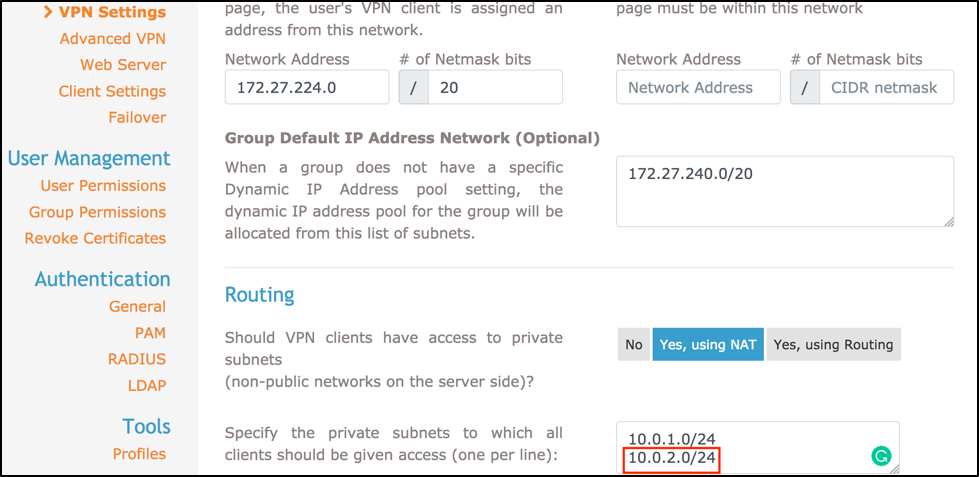 VPN Settings
Advanced VPN
Web Server
Client Settings
Failover
User Management
User Permissions
Group Permissions
Revoke Certificates
Authentication
General
PAM
RADIUS
LDAP
Tools
Profiles
page, the user's VPN client is assigned an
address from this network.
Network Address
# of Netmask bits
172.27.224.0
/
20
page must be within this network
Network Address
# of Netmask bits
Network Address
/
CIDR netmask
Group Default IP Address Network (Optional)
When a group does not have a specific
Dynamic IP Address pool setting, the
dynamic IP address pool for the group will be
allocated from this list of subnets.
172.27.240.0/20
Routing
Should VPN clients have access to private
subnets
(non-public networks on the server side)?
No
Yes, using NAT
Yes, using Routing
Specify the private subnets to which all
clients should be given access (one per line):
10.0.1.0/24
10.0.2.0/24